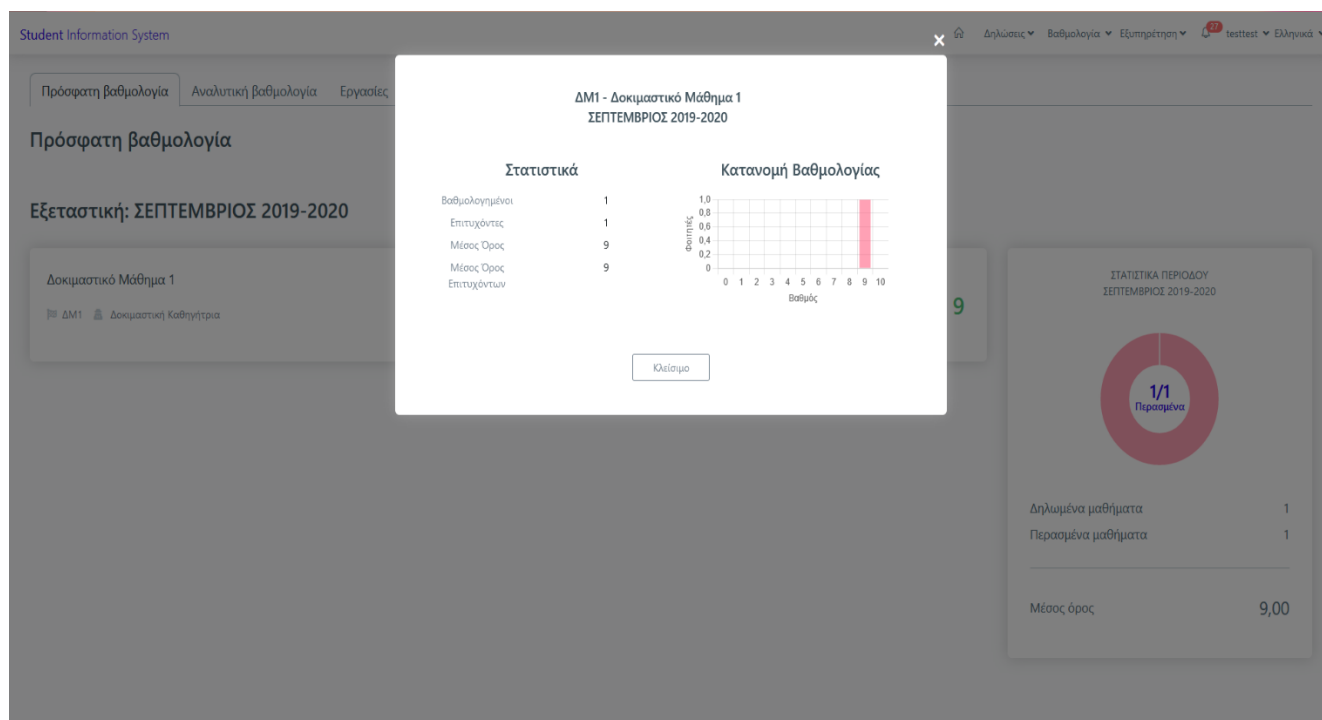 Student Information System
Δηλώσεις Βαθμολογία Εξυπηρέτηση 27 testtest Ελληνικά
Πρόσφατη βαθμολογία Αναλυτική βαθμολογία Εργασίες
Πρόσφατη βαθμολογία
Εξεταστική: ΣΕΠΤΕΜΒΡΙΟΣ 2019-2020
Δοκιμαστικό Μάθημα 1
ΔΜ1 Δοκιμαστική Καθηγήτρια
9
×
ΔΜ1 - Δοκιμαστικό Μάθημα 1
ΣΕΠΤΕΜΒΡΙΟΣ 2019-2020
Στατιστικά
Βαθμολογημένοι 1
Επιτυχόντες 1
Μέσος Όρος 9
Μέσος Όρος 9
Επιτυχόντων
Κατανομή Βαθμολογίας
Φοιτητές
1,0
0,8
0,6
0,4
0,2
0
0 1 2 3 4 5 6 7 8 9 10
Βαθμός
Κλείσιμο
ΣΤΑΤΙΣΤΙΚΑ ΠΕΡΙΟΔΟΥ
ΣΕΠΤΕΜΒΡΙΟΣ 2019-2020
1/1
Περασμένα
Δηλωμένα μαθήματα 1
Περασμένα μαθήματα 1
Μέσος όρος 9,00